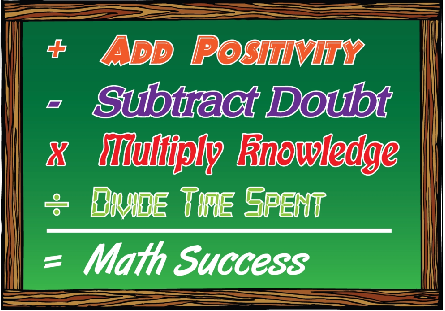 + Add Positivity
- Subtract Doubt
x Multiply Knowledge
÷ Divide Time Spent
= Math Success